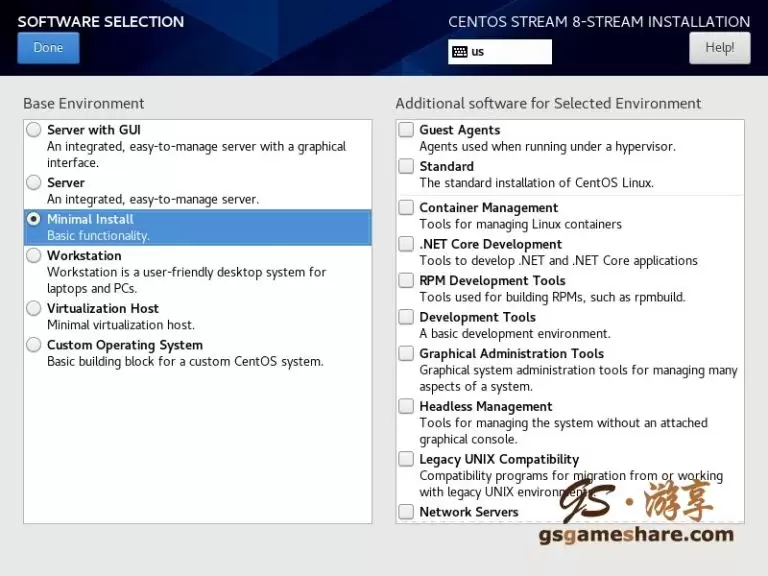 SOFTWARE SELECTION
CENTOS STREAM 8-STREAM INSTALLATION
Done
us
Help!
Base Environment
Server with GUI
An integrated, easy-to-manage server with a graphical
interface.
Server
An integrated, easy-to-manage server.
Minimal Install
Basic functionality.
Workstation
Workstation is a user-friendly desktop system for
laptops and PCs.
Virtualization Host
Minimal virtualization host.
Custom Operating System
Basic building block for a custom CentOS system.
Additional software for Selected Environment
Guest Agents
Agents used when running under a hypervisor.
Standard
The standard installation of CentOS Linux.
Container Management
Tools for managing Linux containers
.NET Core Development
Tools to develop .NET and .NET Core applications
RPM Development Tools
Tools used for building RPMs, such as rpmbuild.
Development Tools
A basic development environment.
Graphical Administration Tools
Graphical system administration tools for managing many
aspects of a system.
Headless Management
Tools for managing the system without an attached
graphical console.
Legacy UNIX Compatibility
Compatibility programs for migration from or working
with legacy UNIX environments.
Network Servers
GS·游享
gsgameshare.com